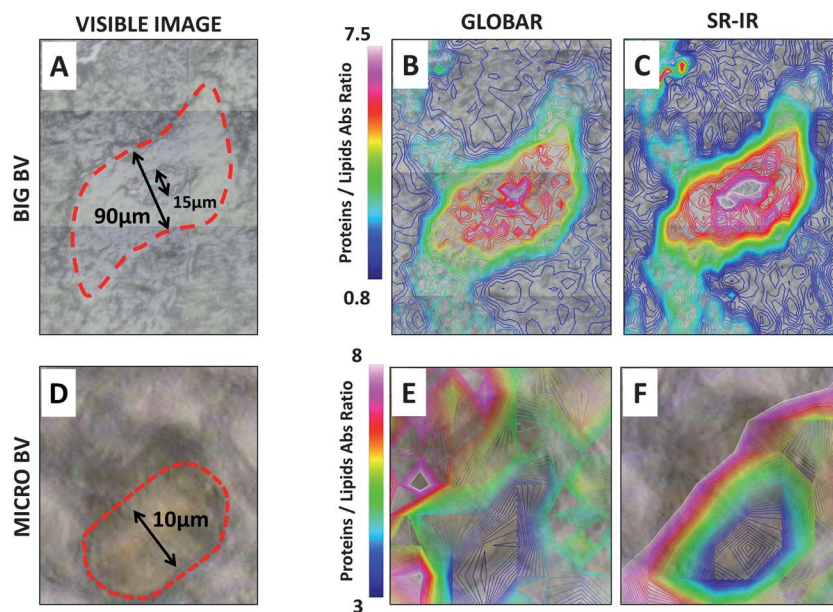 VISIBLE IMAGE
GLOBAR
SR-IR
BIG BV
A
90µm
15µm
7.5
Proteins / Lipids Abs Ratio
0.8
B
C
MICRO BV
D
10µm
8
Proteins / Lipids Abs Ratio
3
E
F